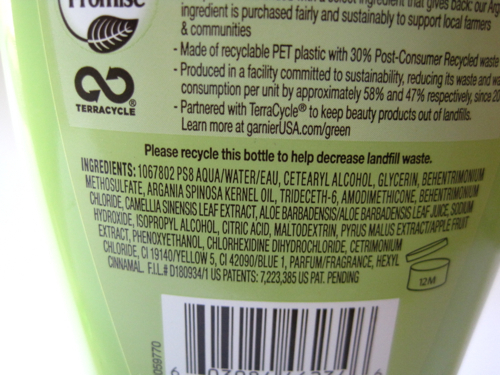 Promise
ingredient that gives back: our
ingredient is purchased fairly and sustainably to support local farmers
& communities
- Made of recyclable PET plastic with 30% Post-Consumer Recycled waste
- Produced in a facility committed to sustainability, reducing its waste and
consumption per unit by approximately 58% and 47% respectively, since
- Partnered with TerraCycle® to keep beauty products out of landfills.
Learn more at garnierUSA.com/green
TERRACYCLE®
Please recycle this bottle to help decrease landfill waste.
INGREDIENTS: 1067802 PS8 AQUA/WATER/EAU, CETEARYL ALCOHOL, GLYCERIN, BEHENTRIMONIUM
METHOSULFATE, ARGANIA SPINOSA KERNEL OIL, TRIDECETH-6, AMODIMETHICONE, BEHENTRIMONIUM
CHLORIDE, CAMELLIA SINENSIS LEAF EXTRACT, ALOE BARBADENSIS/ALOE BARBADENSIS LEAF JUICE, SODIUM
HYDROXIDE, ISOPROPYL ALCOHOL, CITRIC ACID, MALTODEXTRIN, PYRUS MALUS EXTRACT/APPLE FRUIT
EXTRACT, PHENOXYETHANOL, CHLORHEXIDINE DIHYDROCHLORIDE, CETRIMONIUM
CHLORIDE, CI 19140/YELLOW 5, CI 42090/BLUE 1, PARFUM/FRAGRANCE, HEXYL
CINNAMAL. F.I.L.# D180934/1 US PATENTS: 7,223,385 US PAT. PENDING
12M